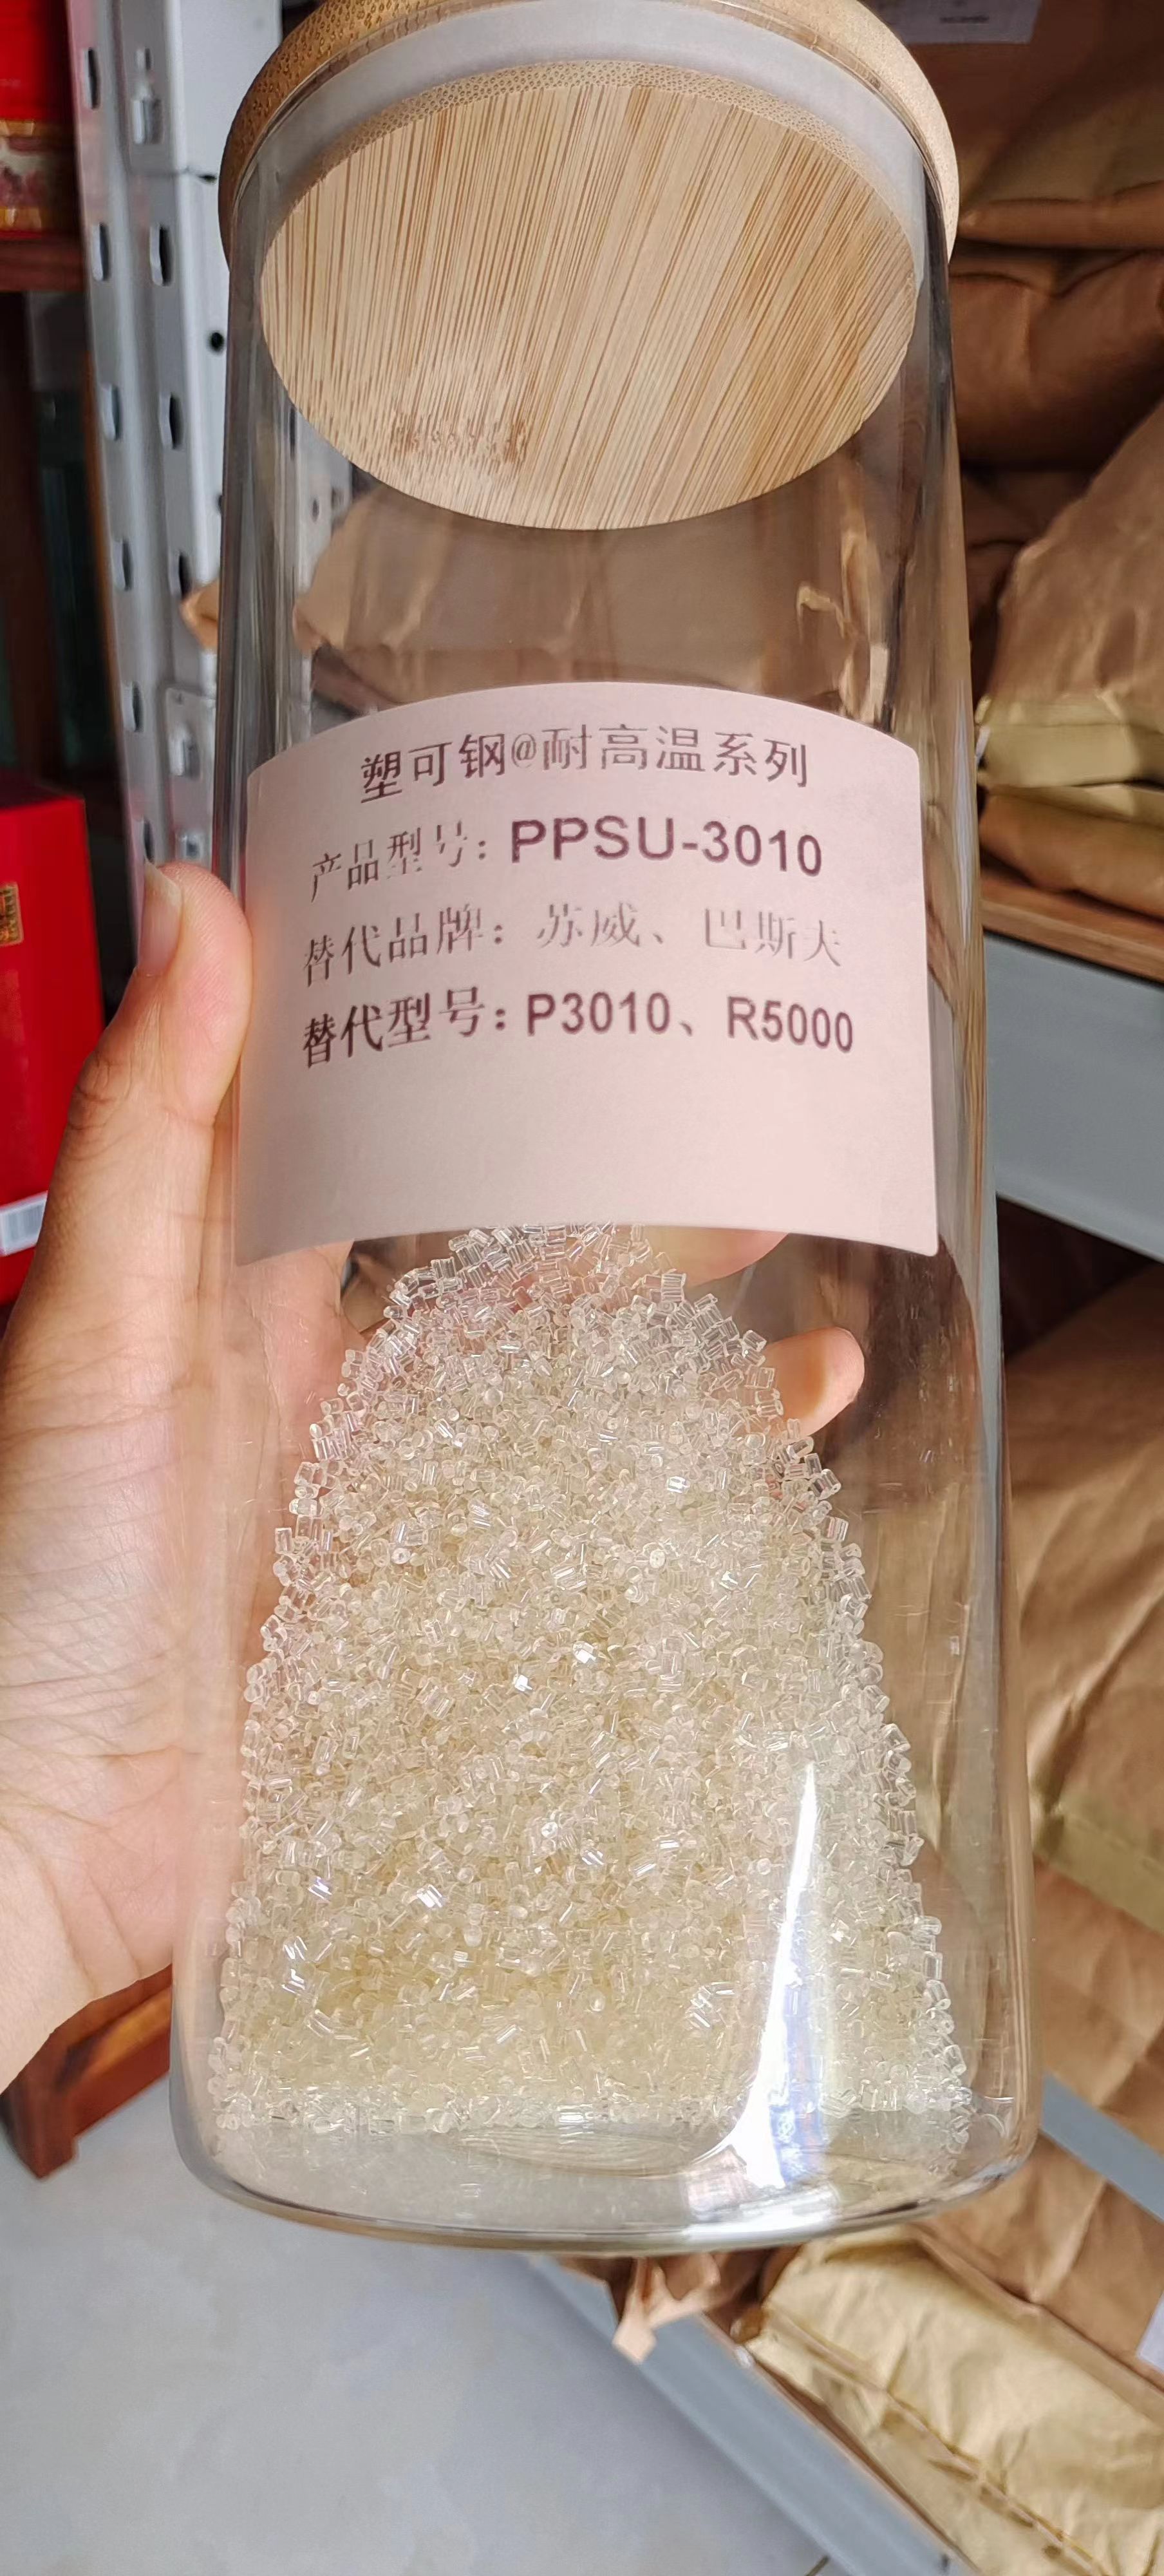 塑可钢@耐高温系列
产品型号：PPSU-3010
替代品牌：苏威、巴斯夫
替代型号：P3010、R5000